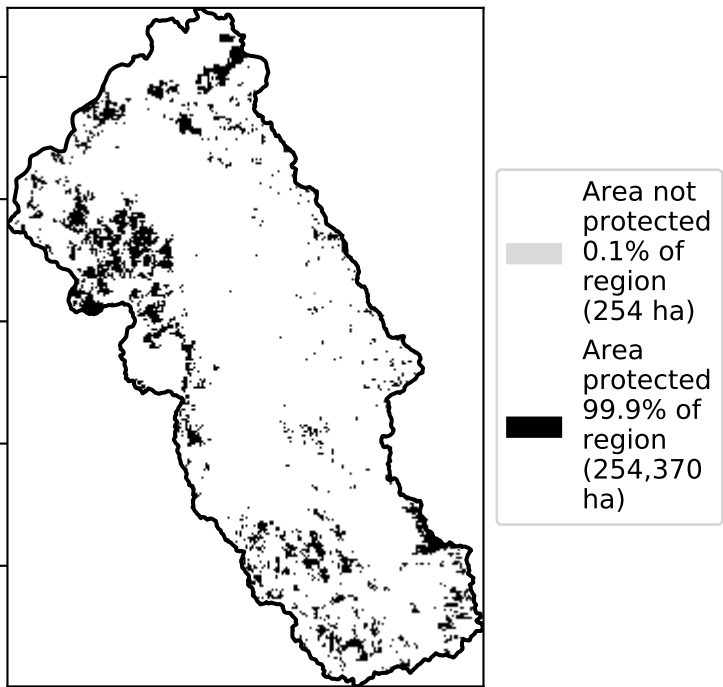 Area not
protected
0.1% of
region
(254 ha)
Area
protected
99.9% of
region
(254,370
ha)